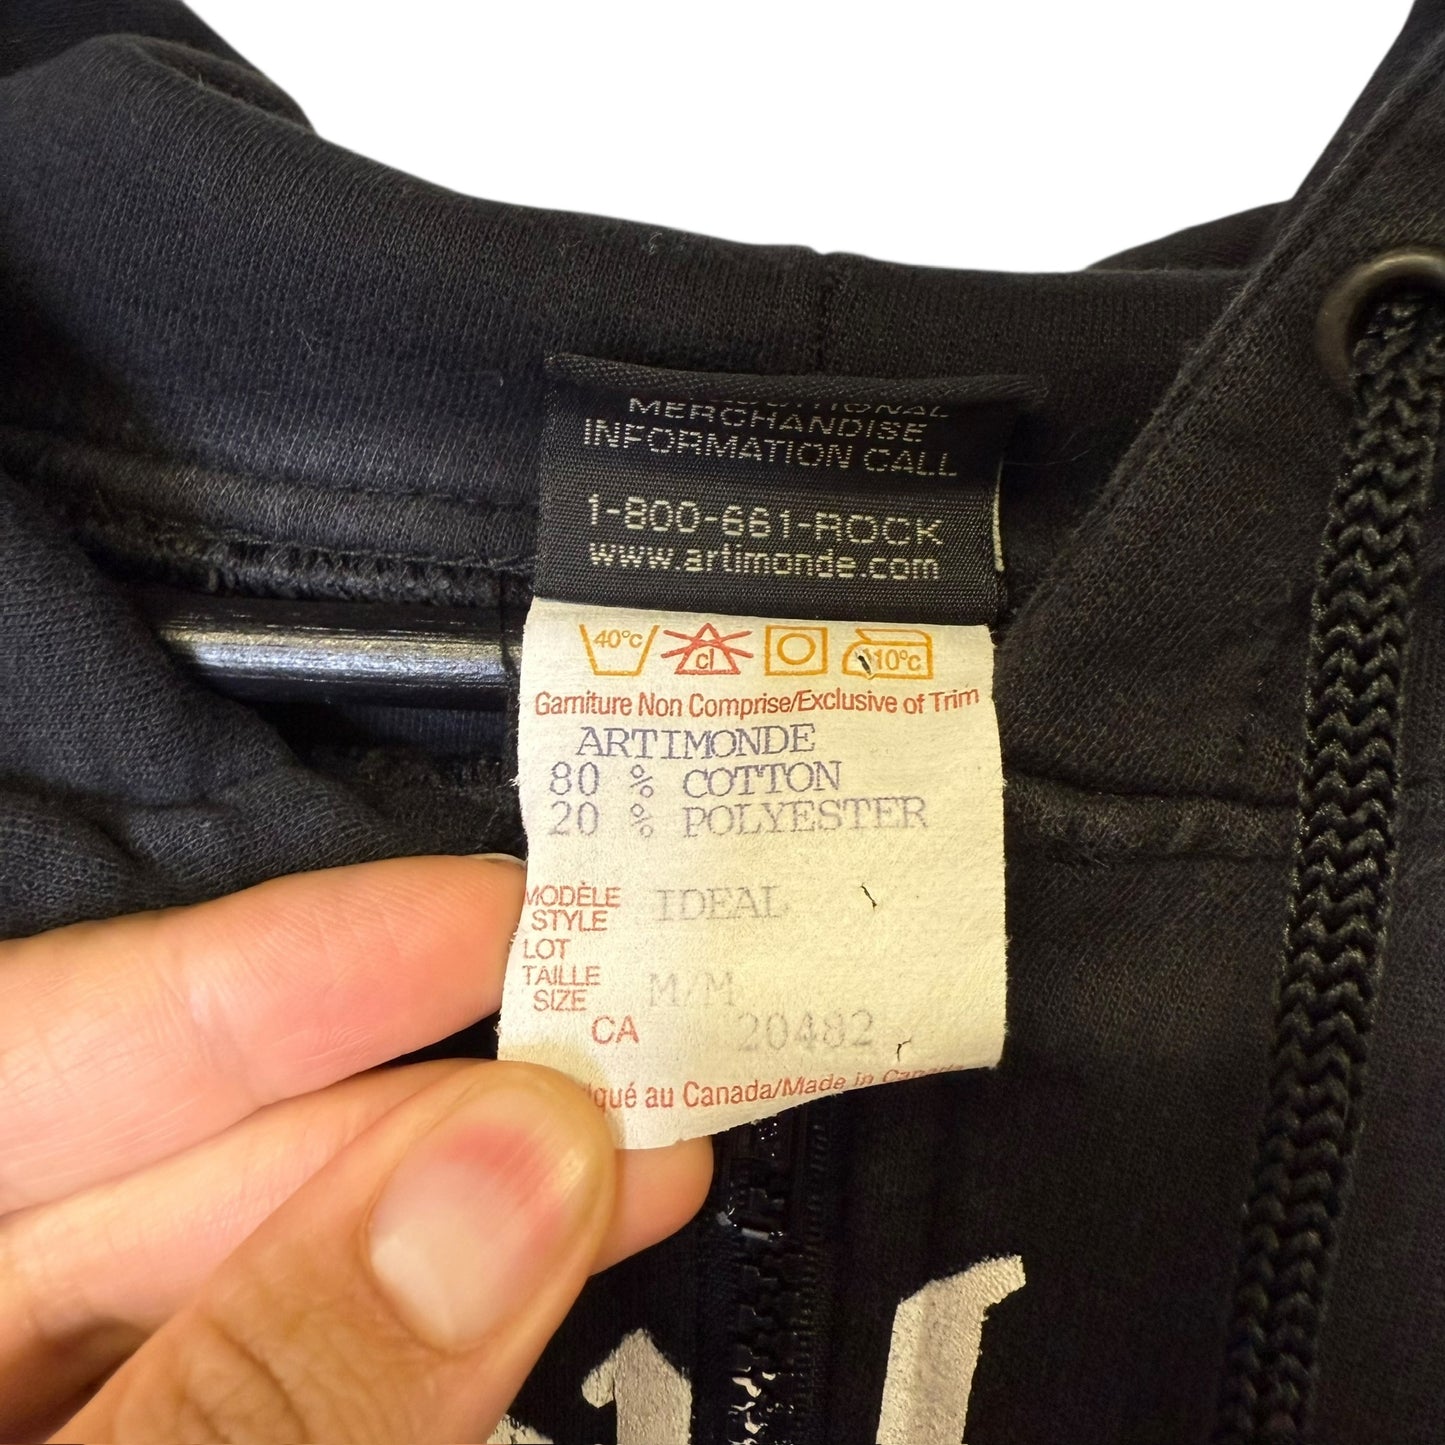 MERCHANDISE
INFORMATION CALL
1-800-661-ROCK
www.artimonde.com
40°c cl 110°c
Garniture Non Comprise/Exclusive of Trim
ARTIMONDE
80 % COTTON
20 % POLYESTER
MODÈLE
STYLE IDEAL
LOT
TAILLE
SIZE M/M
CA 20482
au Canada/Made in Canada